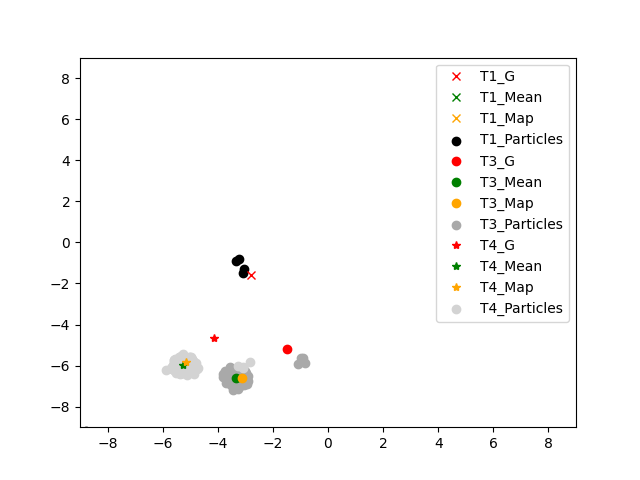 8
6
4
2
0
−2
−4
−6
−8
−8 −6 −4 −2 0 2 4 6 8
T1_G
T1_Mean
T1_Map
T1_Particles
T3_G
T3_Mean
T3_Map
T3_Particles
T4_G
T4_Mean
T4_Map
T4_Particles